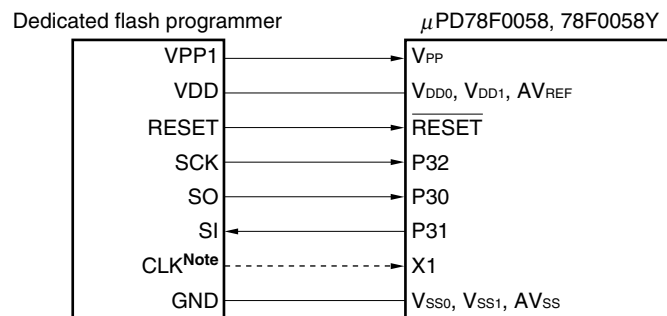 Dedicated flash programmer μPD78F0058, 78F0058Y
VPP1 VPP
VDD VDD0, VDD1, AVREF
RESET RESET
SCK P32
SO P30
SI P31
CLKNote X1
GND VSS0, VSS1, AVSS